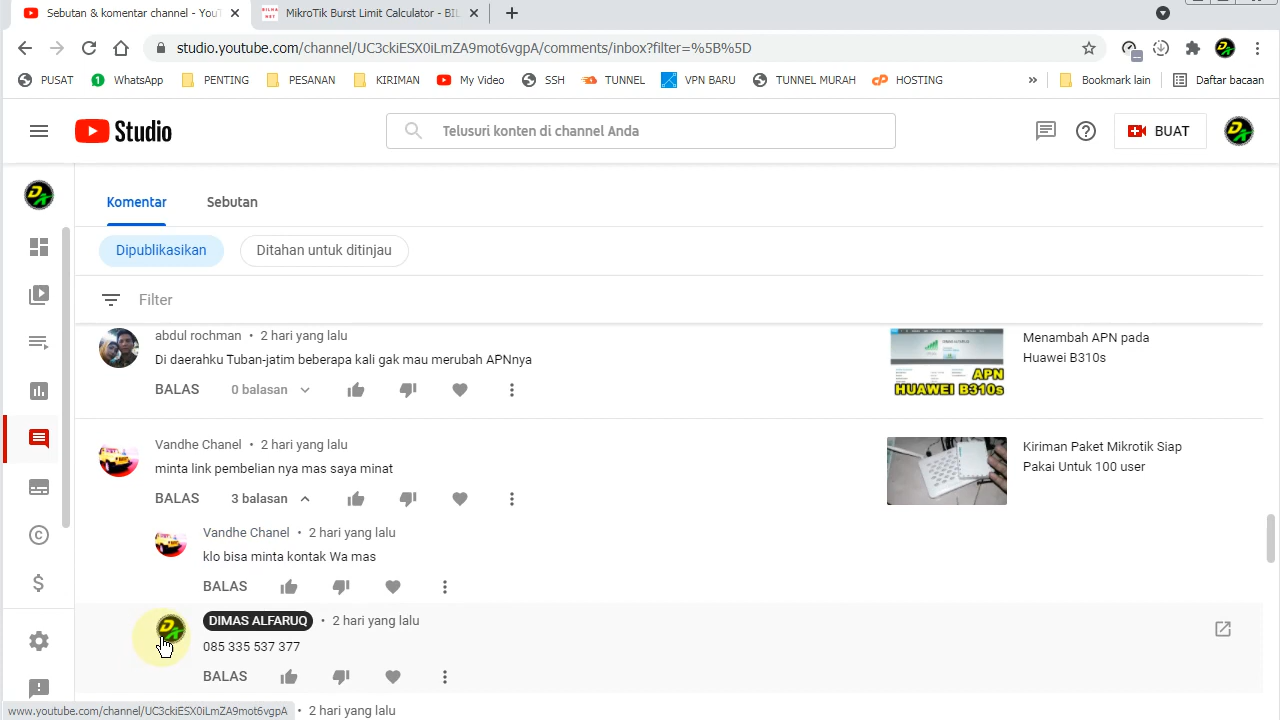 Sebutan & komentar channel - YouT
MikroTik Burst Limit Calculator - BIL
studio.youtube.com/channel/UC3ckiESX0iLmZA9mot6vgpA/comments/inbox?filter=%5B%5D
PUSAT
WhatsApp
PENTING
PESANAN
KIRIMAN
My Video
SSH
TUNNEL
VPN BARU
TUNNEL MURAH
HOSTING
»
Bookmark lain
Daftar bacaan
Studio
Telusuri konten di channel Anda
BUAT
Komentar
Sebutan
Dipublikasikan
Ditahan untuk ditinjau
Filter
abdul rochman • 2 hari yang lalu
Di daerahku Tuban-jatim beberapa kali gak mau merubah APNnya
BALAS
0 balasan
APN
HUAWEI B310s
Menambah APN pada
Huawei B310s
Vandhe Chanel • 2 hari yang lalu
minta link pembelian nya mas saya minat
BALAS
3 balasan
Kiriman Paket Mikrotik Siap
Pakai Untuk 100 user
Vandhe Chanel • 2 hari yang lalu
klo bisa minta kontak Wa mas
BALAS
DIMAS ALFARUQ • 2 hari yang lalu
085 335 537 377
BALAS
• 2 hari yang lalu
www.youtube.com/channel/UC3ckiESX0iLmZA9mot6vgpA